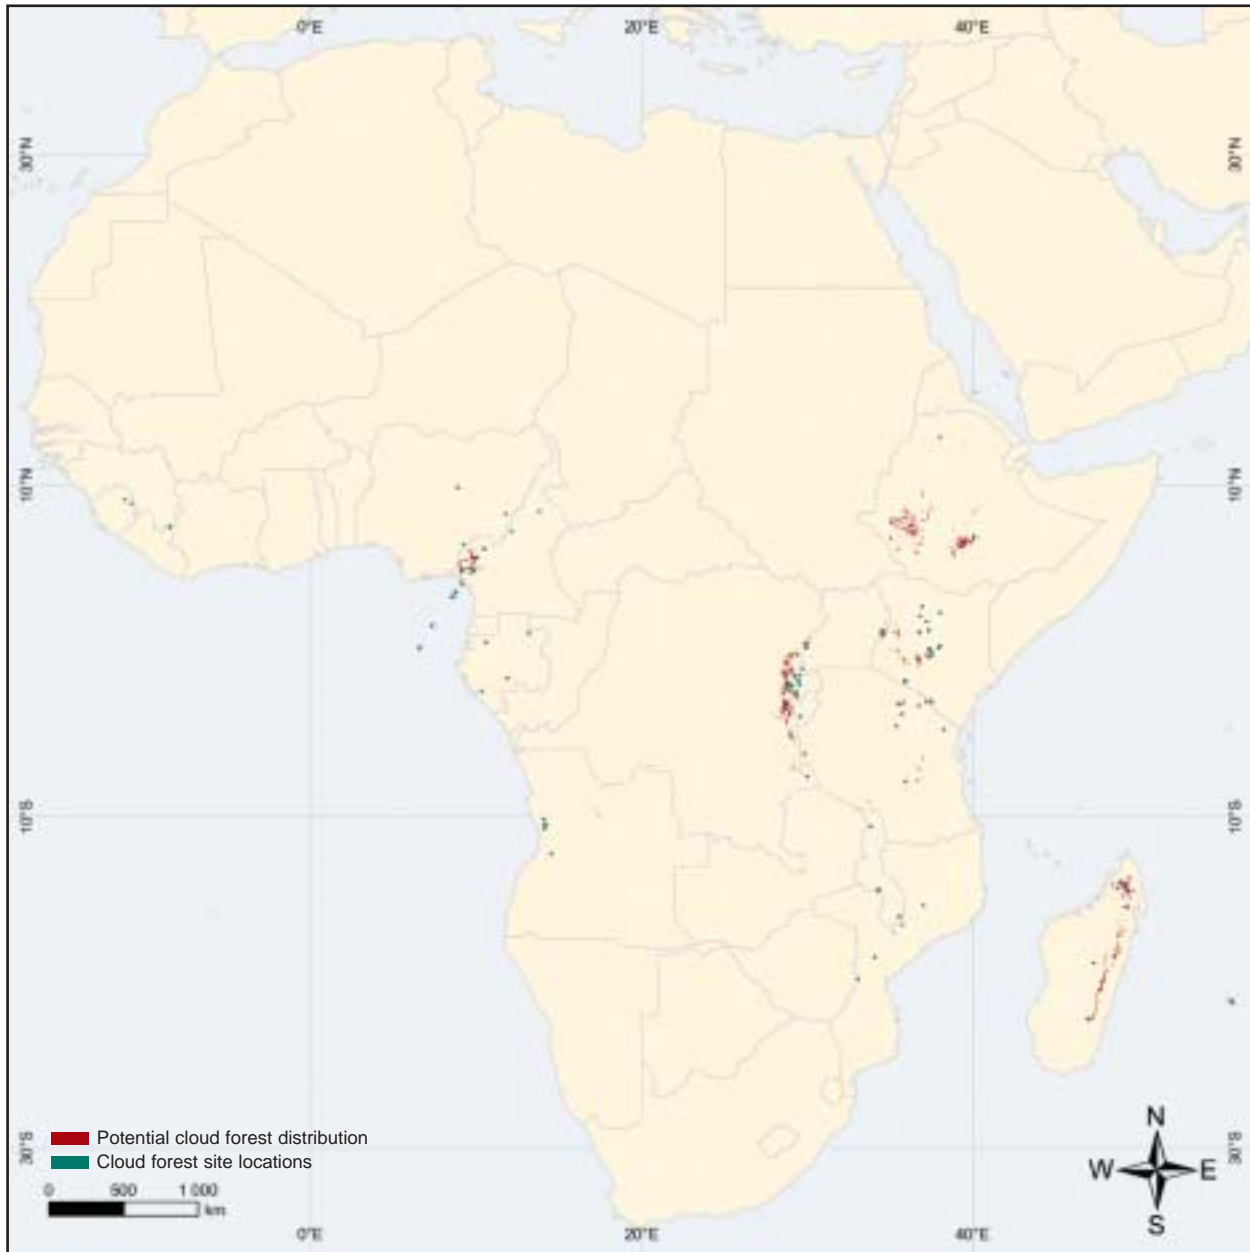 0°E 20°E 40°E
30°N 30°N
10°N 10°N
10°S 10°S
30°S 30°S
Potential cloud forest distribution
Cloud forest site locations
0 500 1 000
km
N
W E
S
0°E 20°E 40°E